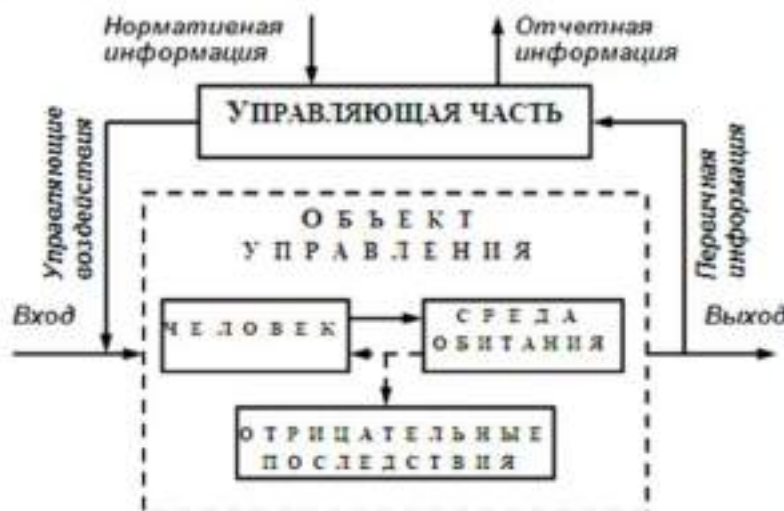 Нормативная
информация
Отчетная
информация
УПРАВЛЯЮЩАЯ ЧАСТЬ
Управляющие
воздействия
Первичная
информация
ОБЪЕКТ
УПРАВЛЕНИЯ
Вход
Выход
ЧЕЛОВЕК
СРЕДА
ОБИТАНИЯ
ОТРИЦАТЕЛЬНЫЕ
ПОСЛЕДСТВИЯ